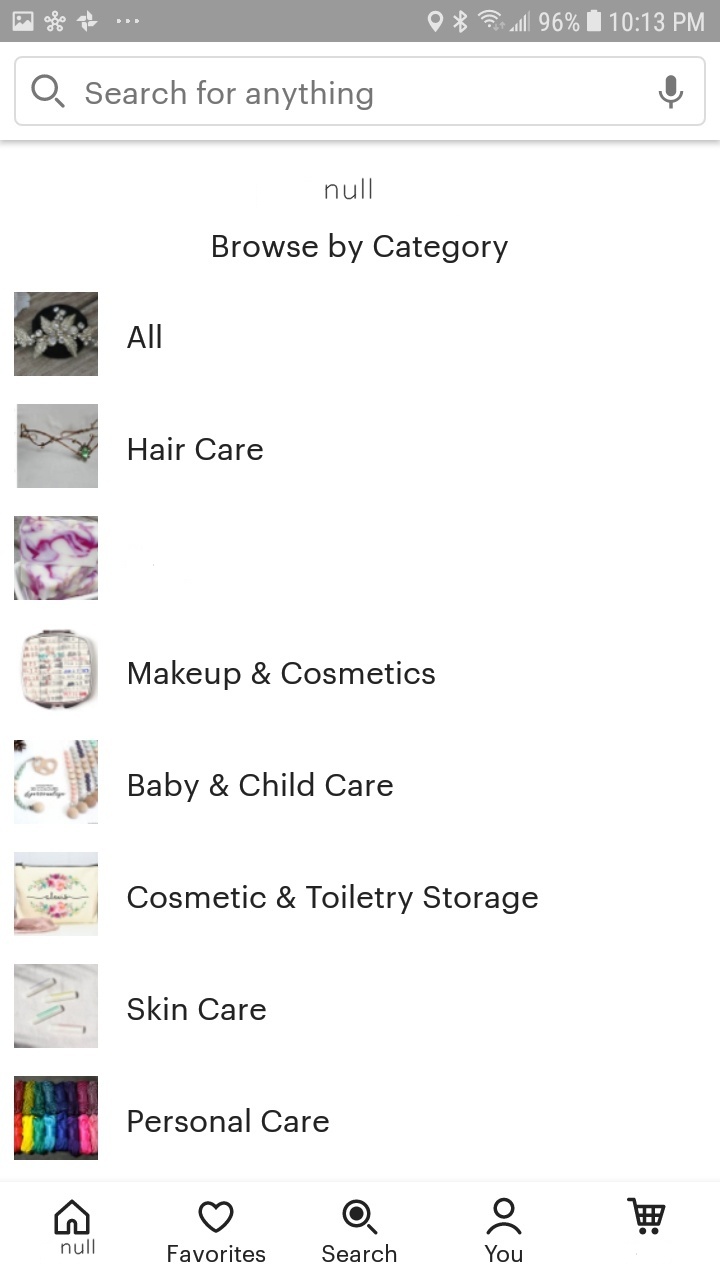 96% 10:13 PM
Search for anything
null
Browse by Category
All
Hair Care
Makeup & Cosmetics
Baby & Child Care
Cosmetic & Toiletry Storage
Skin Care
Personal Care
null
Favorites
Search
You